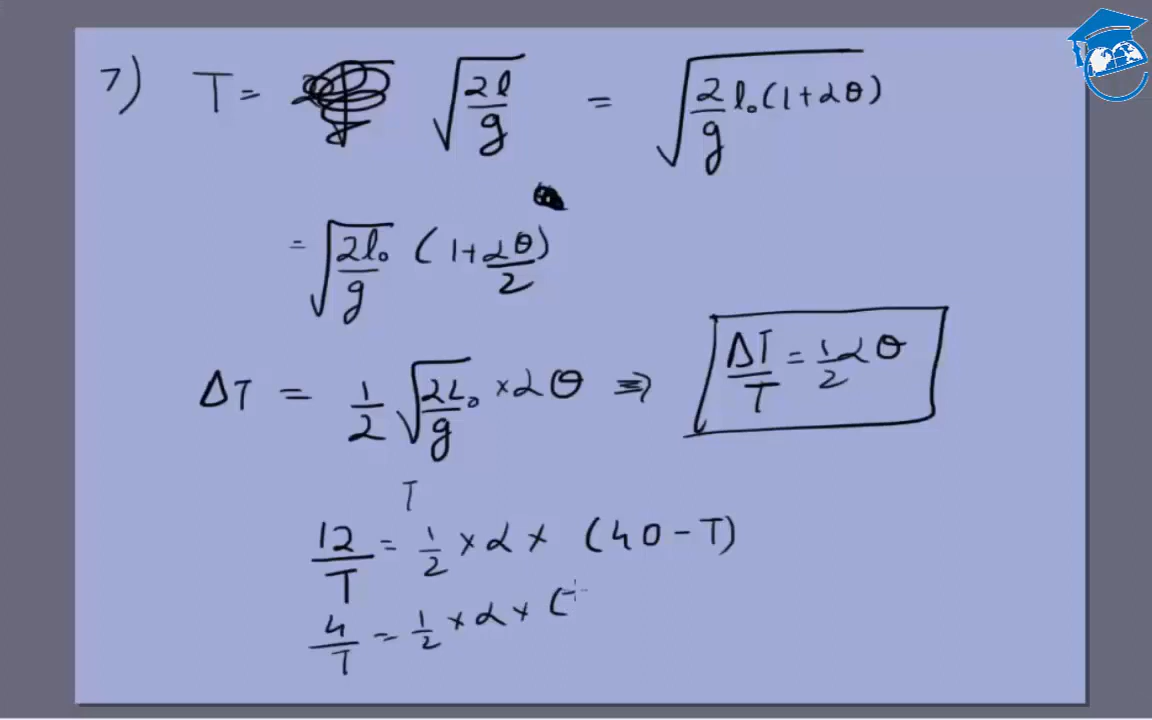 7) T = √(2l/g) = √(2/g l₀(1+αθ))
= √(2l₀/g) (1+αθ/2)
ΔT = 1/2 √(2L₀/g) × αθ ⇒ ΔT/T = 1/2 αθ
T
12/T = 1/2 × α × (40 - T)
4/T = 1/2 × α × (